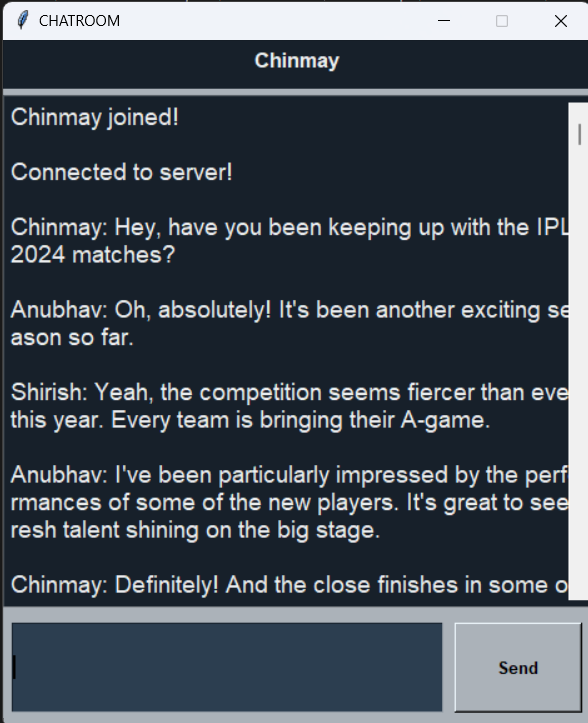 CHATROOM
Chinmay
Chinmay joined!
Connected to server!
Chinmay: Hey, have you been keeping up with the IPL
2024 matches?
Anubhav: Oh, absolutely! It's been another exciting se
ason so far.
Shirish: Yeah, the competition seems fiercer than eve
this year. Every team is bringing their A-game.
Anubhav: I've been particularly impressed by the perf
rmances of some of the new players. It's great to see
resh talent shining on the big stage.
Chinmay: Definitely! And the close finishes in some o
Send